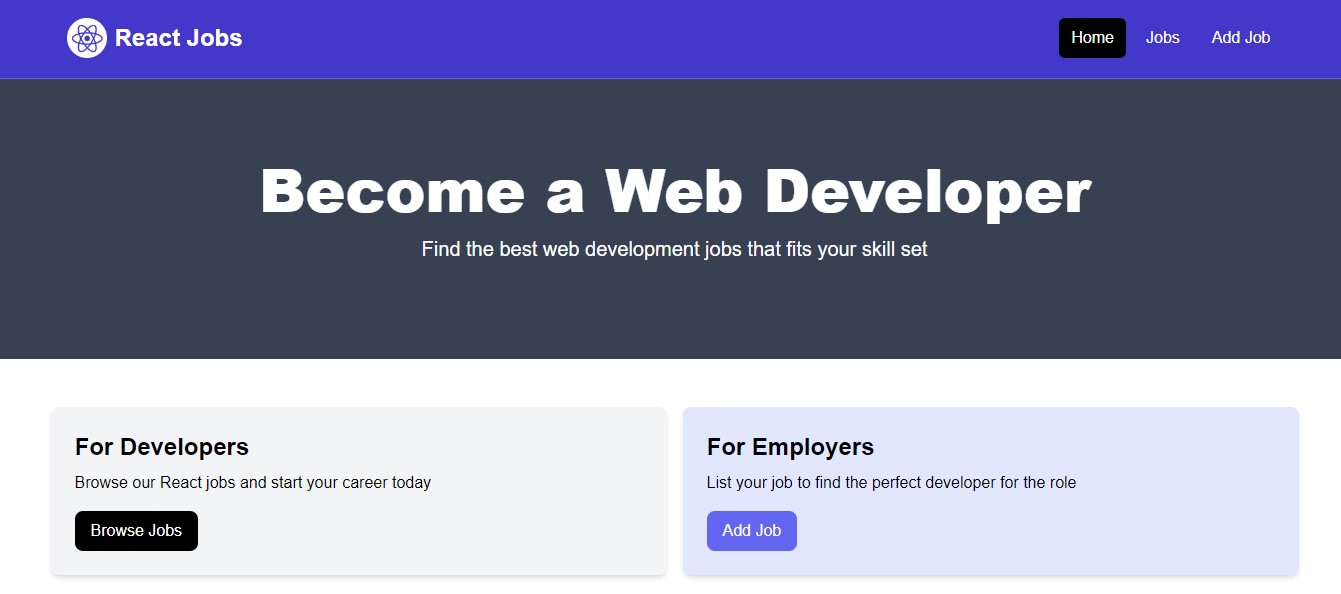 React Jobs
Home Jobs Add Job
Become a Web Developer
Find the best web development jobs that fits your skill set
For Developers
Browse our React jobs and start your career today
Browse Jobs
For Employers
List your job to find the perfect developer for the role
Add Job